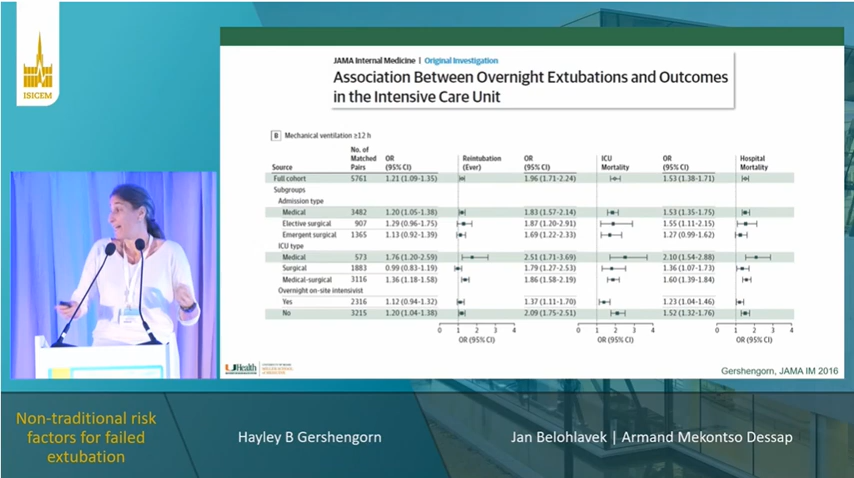 ISICEM
JAMA Internal Medicine | Original Investigation
Association Between Overnight Extubations and Outcomes
in the Intensive Care Unit
B Mechanical ventilation ≥12 h
Source No. of Matched Pairs OR (95% CI) Reintubation (Ever) OR (95% CI) ICU Mortality OR (95% CI) Hospital Mortality
Full cohort 5761 1.21 (1.09-1.35) 1.96 (1.71-2.24) 1.53 (1.38-1.71)
Subgroups
Admission type
Medical 3482 1.20 (1.05-1.38) 1.83 (1.57-2.14) 1.53 (1.35-1.75)
Elective surgical 907 1.29 (0.96-1.75) 1.87 (1.20-2.91) 1.55 (1.11-2.15)
Emergent surgical 1365 1.13 (0.92-1.39) 1.69 (1.22-2.33) 1.27 (0.99-1.62)
ICU type
Medical 573 1.76 (1.20-2.59) 2.51 (1.71-3.69) 2.10 (1.54-2.88)
Surgical 1883 0.99 (0.83-1.19) 1.79 (1.27-2.53) 1.36 (1.07-1.73)
Medical-surgical 3116 1.36 (1.18-1.58) 1.86 (1.58-2.19) 1.60 (1.39-1.84)
Overnight on-site intensivist
Yes 2316 1.12 (0.94-1.32) 1.37 (1.11-1.70) 1.23 (1.04-1.46)
No 3215 1.20 (1.04-1.38) 2.09 (1.75-2.51) 1.52 (1.32-1.76)
0 1 2 3 4 0 1 2 3 4 0 1 2 3 4
OR (95% CI) OR (95% CI) OR (95% CI)
UHealth
Gershengorn, JAMA IM 2016
Non-traditional risk
factors for failed
extubation
Hayley B Gershengorn
Jan Belohlavek | Armand Mekontso Dessap